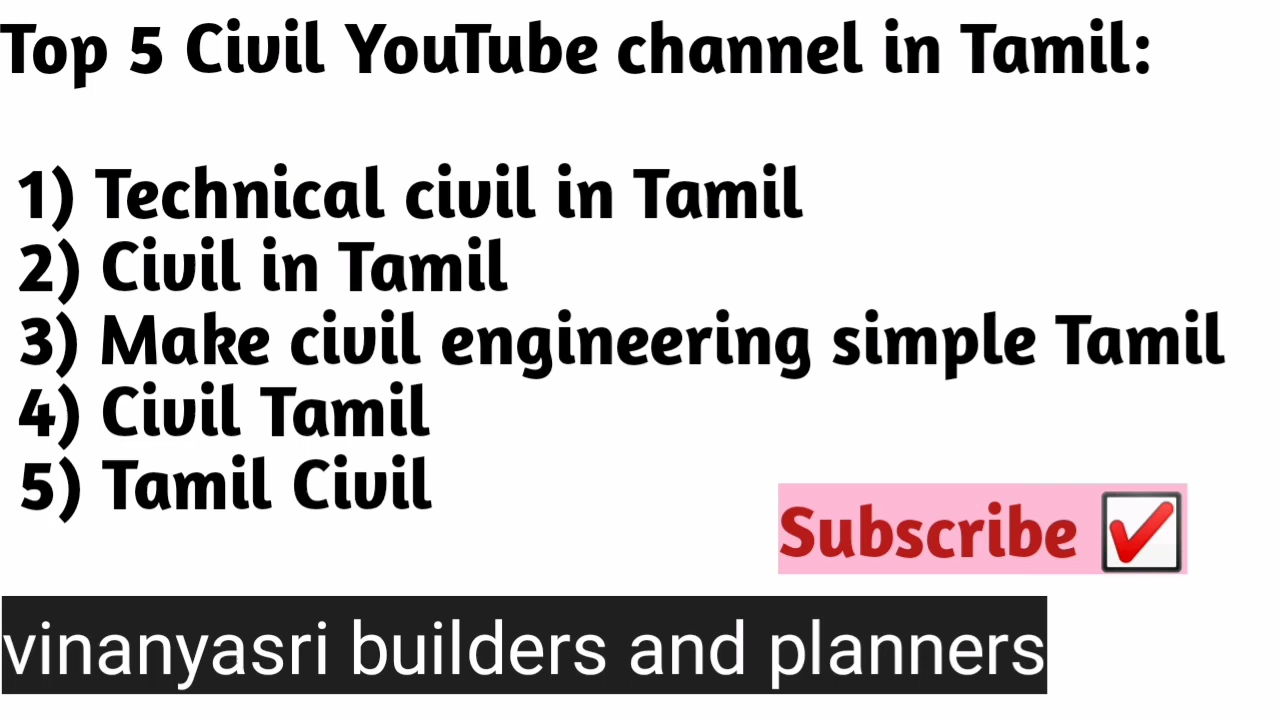 Top 5 Civil YouTube channel in Tamil:
1) Technical civil in Tamil
2) Civil in Tamil
3) Make civil engineering simple Tamil
4) Civil Tamil
5) Tamil Civil
Subscribe ☑
vinanyasri builders and planners